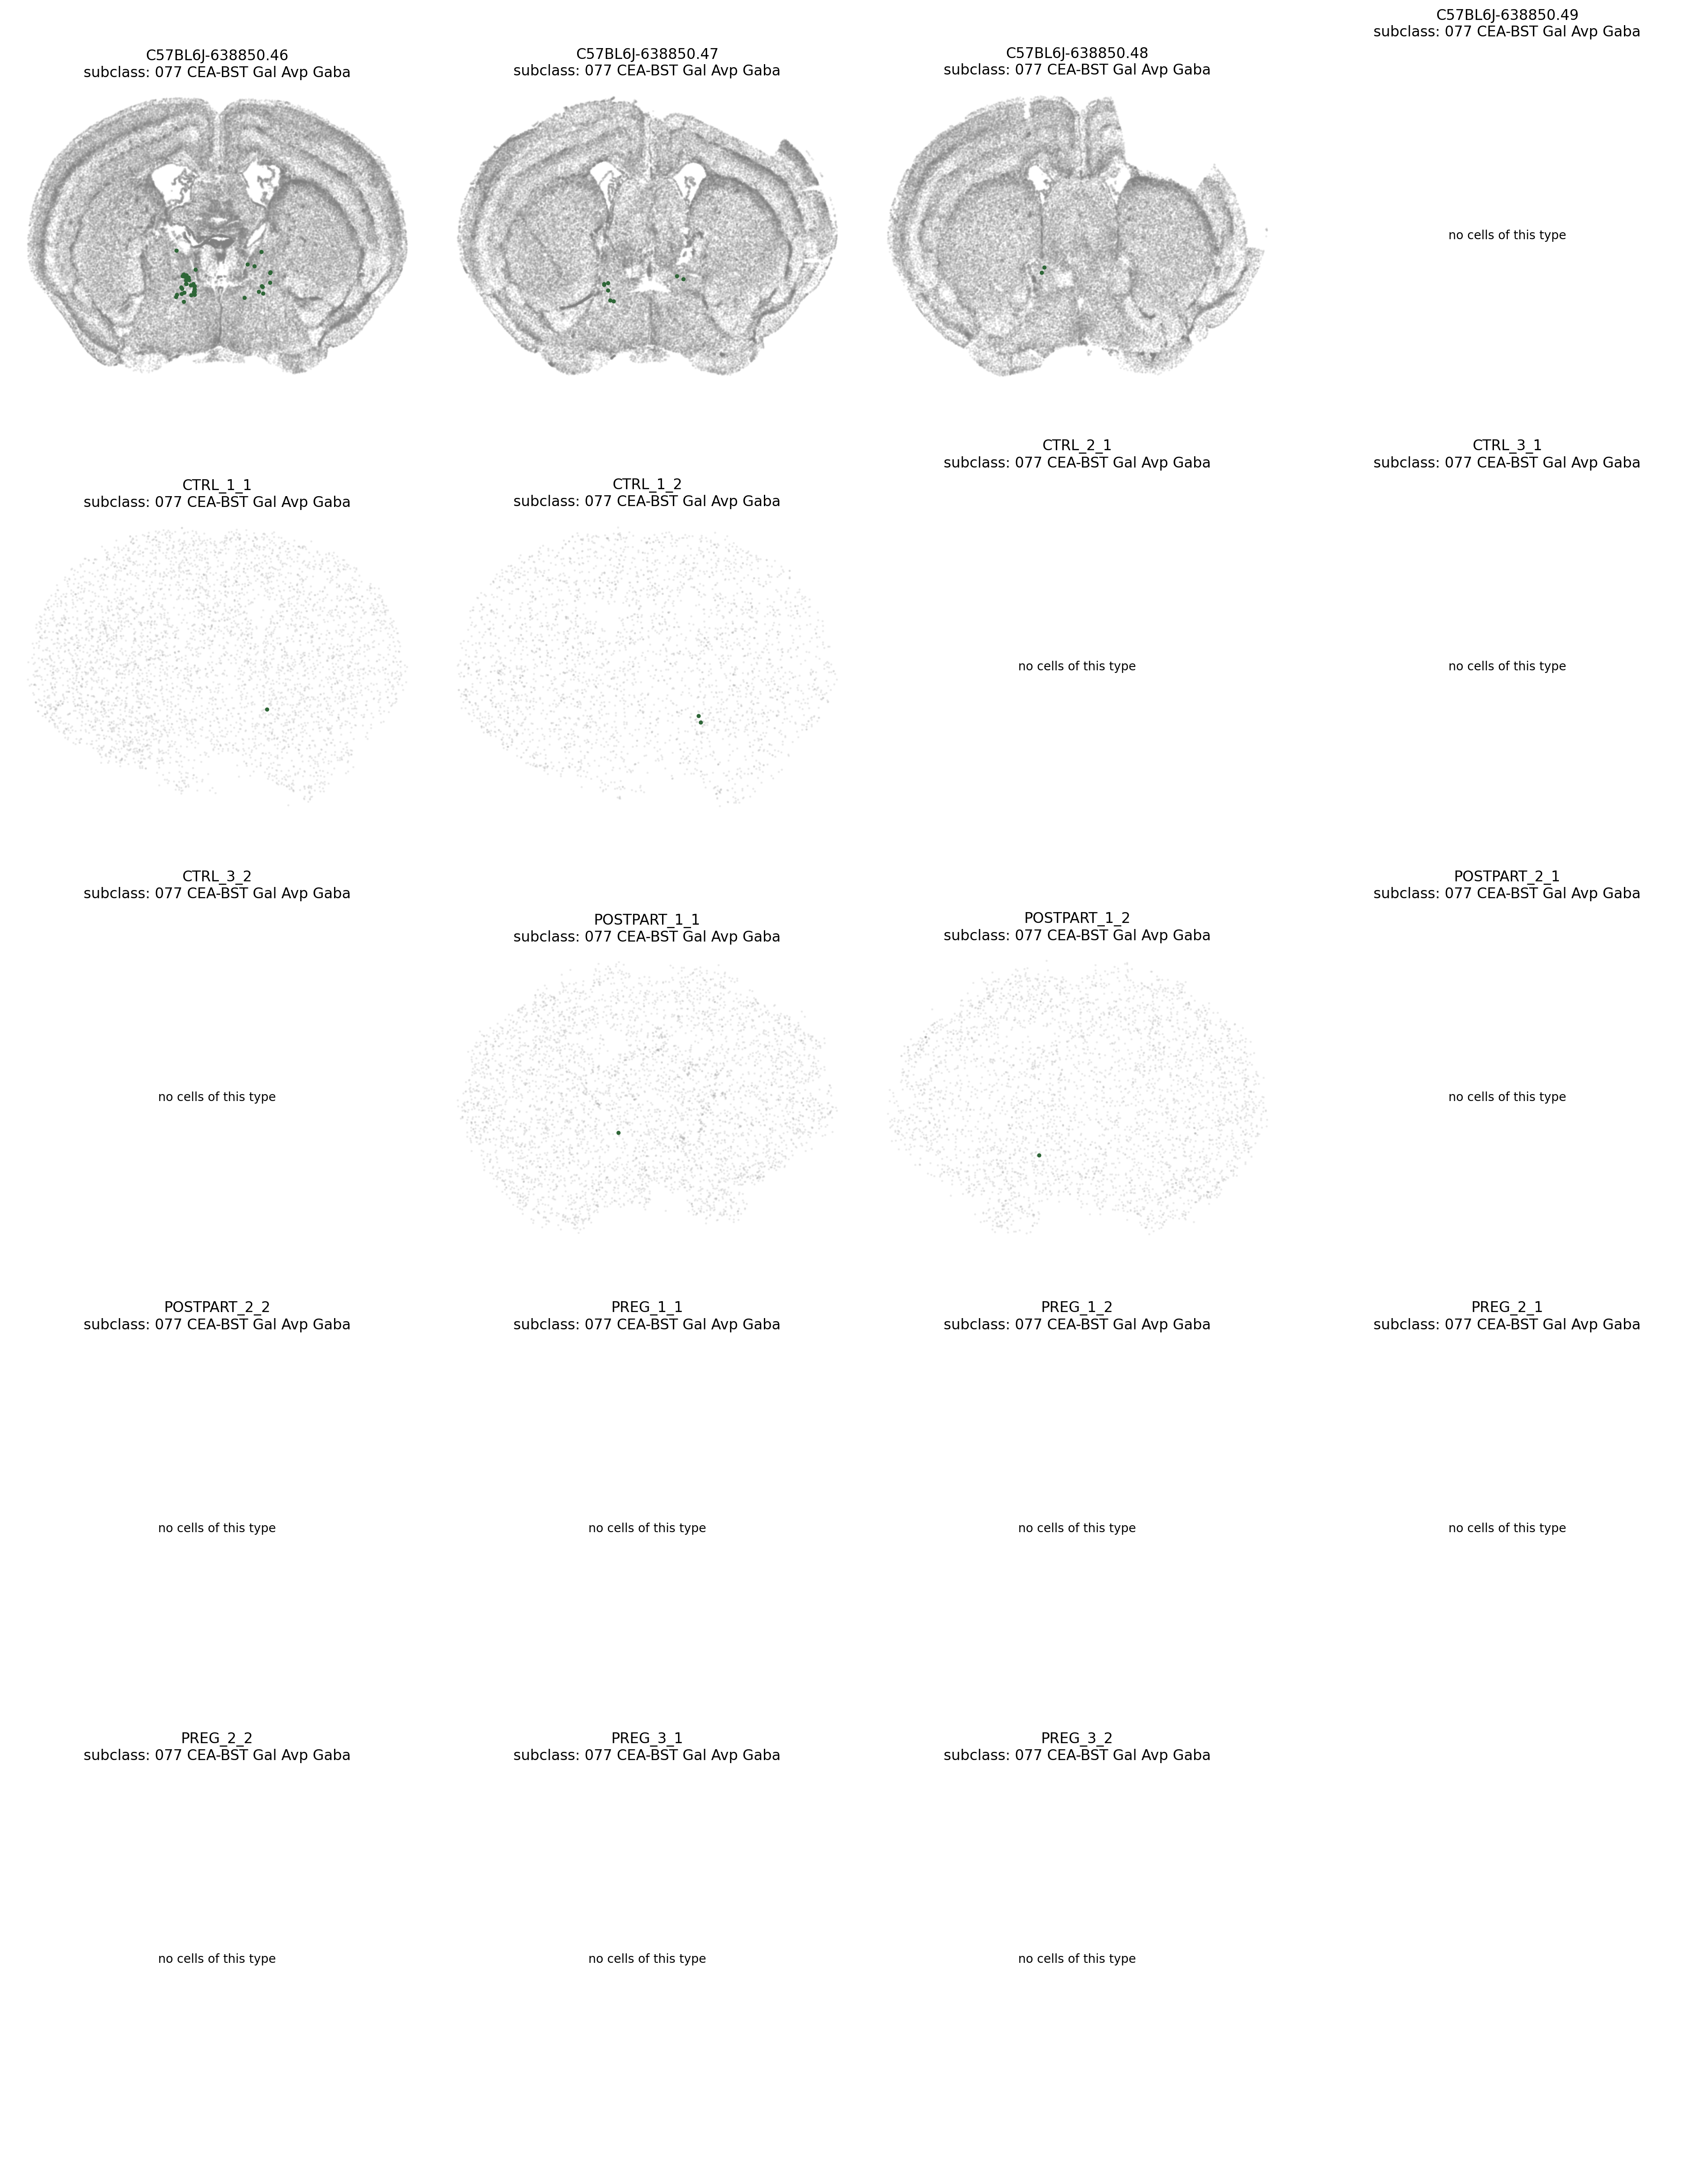 C57BL6J-638850.46
subclass: 077 CEA-BST Gal Avp Gaba
C57BL6J-638850.47
subclass: 077 CEA-BST Gal Avp Gaba
C57BL6J-638850.48
subclass: 077 CEA-BST Gal Avp Gaba
C57BL6J-638850.49
subclass: 077 CEA-BST Gal Avp Gaba
no cells of this type
CTRL_1_1
subclass: 077 CEA-BST Gal Avp Gaba
CTRL_1_2
subclass: 077 CEA-BST Gal Avp Gaba
CTRL_2_1
subclass: 077 CEA-BST Gal Avp Gaba
no cells of this type
CTRL_3_1
subclass: 077 CEA-BST Gal Avp Gaba
no cells of this type
CTRL_3_2
subclass: 077 CEA-BST Gal Avp Gaba
no cells of this type
POSTPART_1_1
subclass: 077 CEA-BST Gal Avp Gaba
POSTPART_1_2
subclass: 077 CEA-BST Gal Avp Gaba
POSTPART_2_1
subclass: 077 CEA-BST Gal Avp Gaba
no cells of this type
POSTPART_2_2
subclass: 077 CEA-BST Gal Avp Gaba
no cells of this type
PREG_1_1
subclass: 077 CEA-BST Gal Avp Gaba
no cells of this type
PREG_1_2
subclass: 077 CEA-BST Gal Avp Gaba
no cells of this type
PREG_2_1
subclass: 077 CEA-BST Gal Avp Gaba
no cells of this type
PREG_2_2
subclass: 077 CEA-BST Gal Avp Gaba
no cells of this type
PREG_3_1
subclass: 077 CEA-BST Gal Avp Gaba
no cells of this type
PREG_3_2
subclass: 077 CEA-BST Gal Avp Gaba
no cells of this type